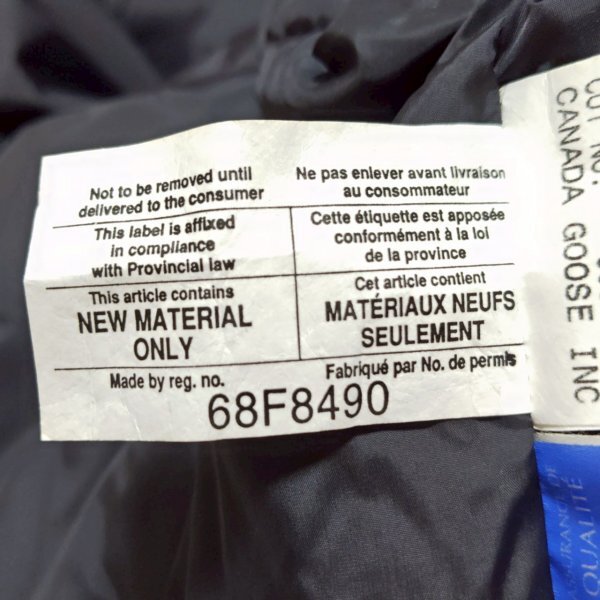 Not to be removed until
delivered to the consumer
Ne pas enlever avant livraison
au consommateur
This label is affixed
in compliance
with Provincial law
Cette étiquette est apposée
conformément à la loi
de la province
This article contains
NEW MATERIAL
ONLY
Cet article contient
MATÉRIAUX NEUFS
SEULEMENT
Made by reg. no.
Fabriqué par No. de permis
68F8490
CUT NO.
CANADA GOOSE INC
QUALITÉ